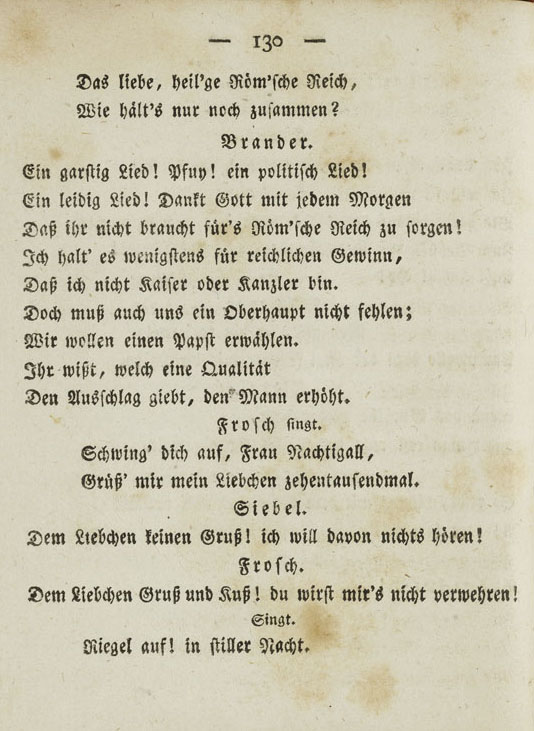 — 130 —
Das liebe, heil'ge Röm'sche Reich,
Wie hält's nur noch zusammen?
Brander.
Ein garstig Lied! Pfuy! ein politisch Lied!
Ein leidig Lied! Dankt Gott mit jedem Morgen
Daß ihr nicht braucht für's Röm'sche Reich zu sorgen!
Ich halt' es wenigstens für reichlichen Gewinn,
Daß ich nicht Kaiser oder Kanzler bin.
Doch muß auch uns ein Oberhaupt nicht fehlen;
Wir wollen einen Papst erwählen.
Ihr wißt, welch eine Qualität
Den Ausschlag giebt, den Mann erhöht.
Frosch singt.
Schwing' dich auf, Frau Nachtigall,
Grüß' mir mein Liebchen zehentausendmal.
Siebel.
Dem Liebchen keinen Gruß! ich will davon nichts hören!
Frosch.
Dem Liebchen Gruß und Kuß! du wirst mir's nicht verwehren!
Singt.
Riegel auf! in stiller Nacht.